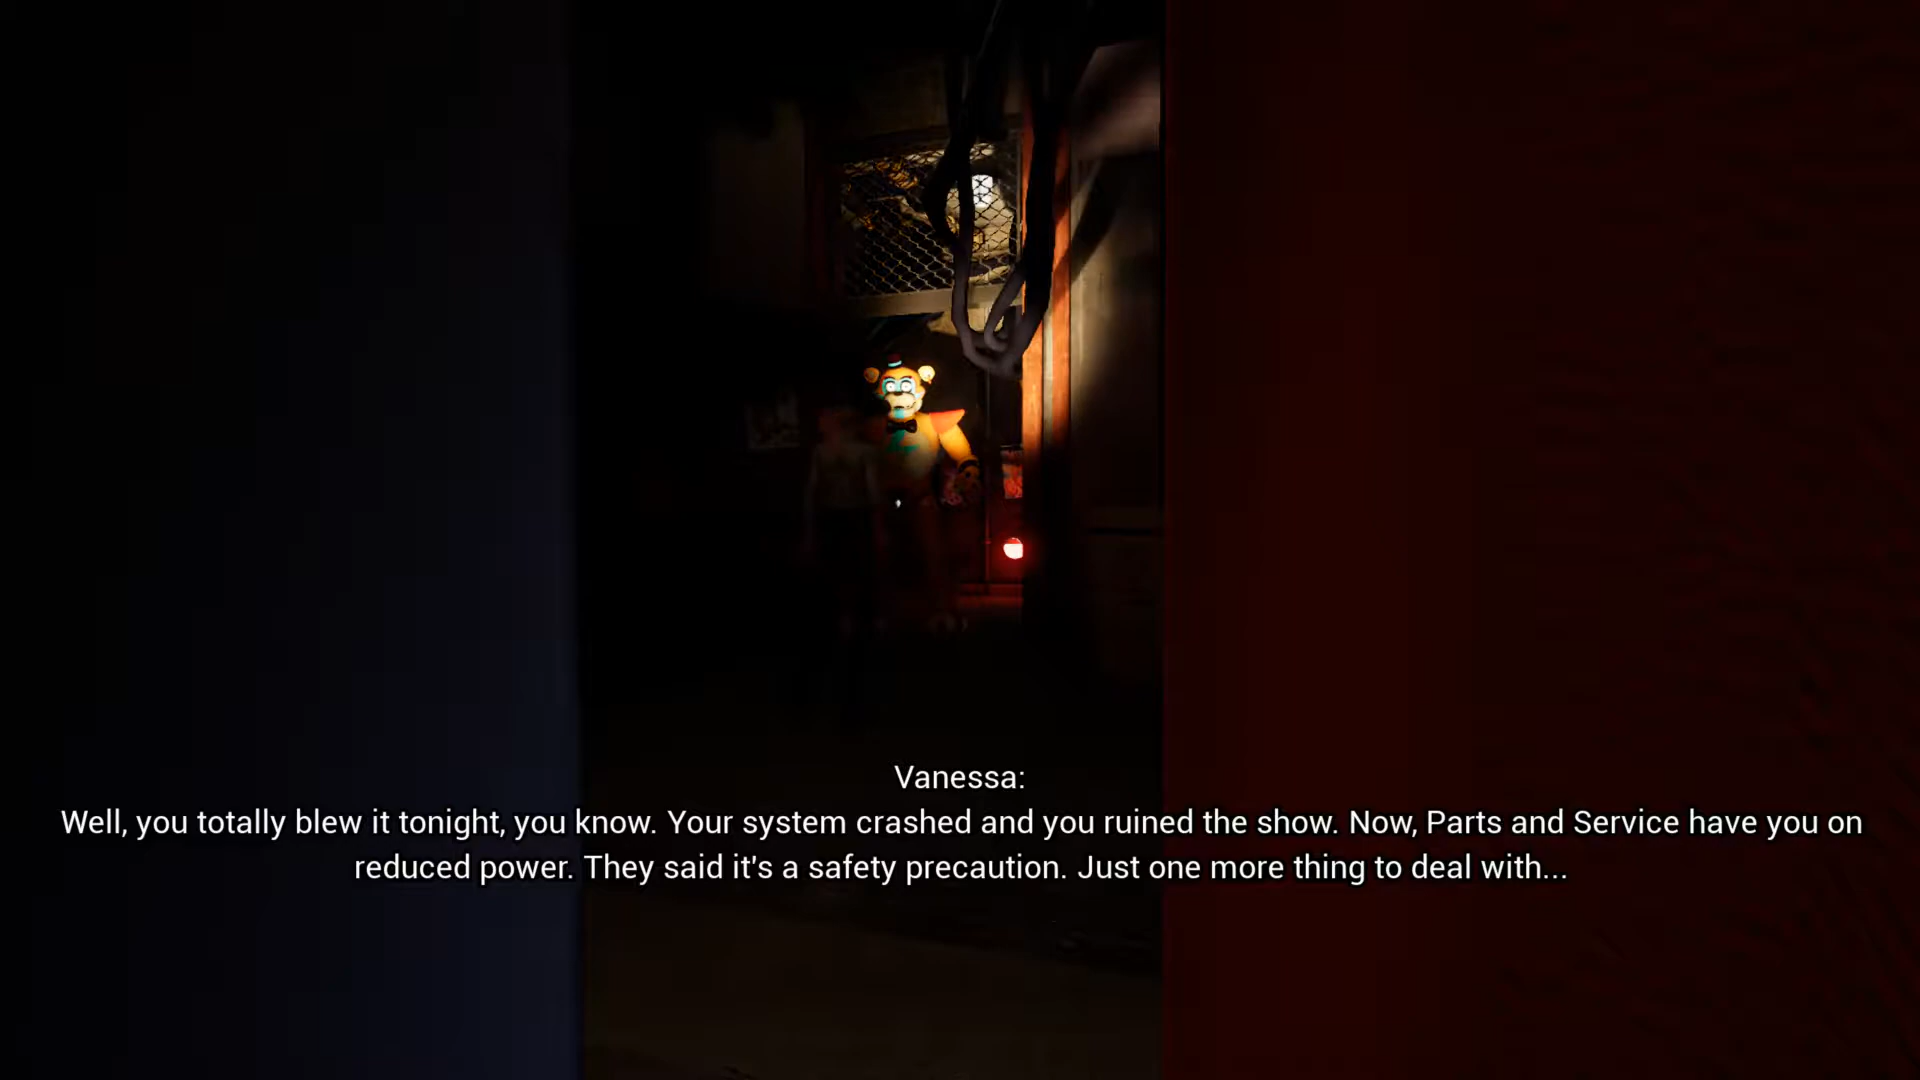 Vanessa:
Well, you totally blew it tonight, you know. Your system crashed and you ruined the show. Now, Parts and Service have you on
reduced power. They said it's a safety precaution. Just one more thing to deal with...